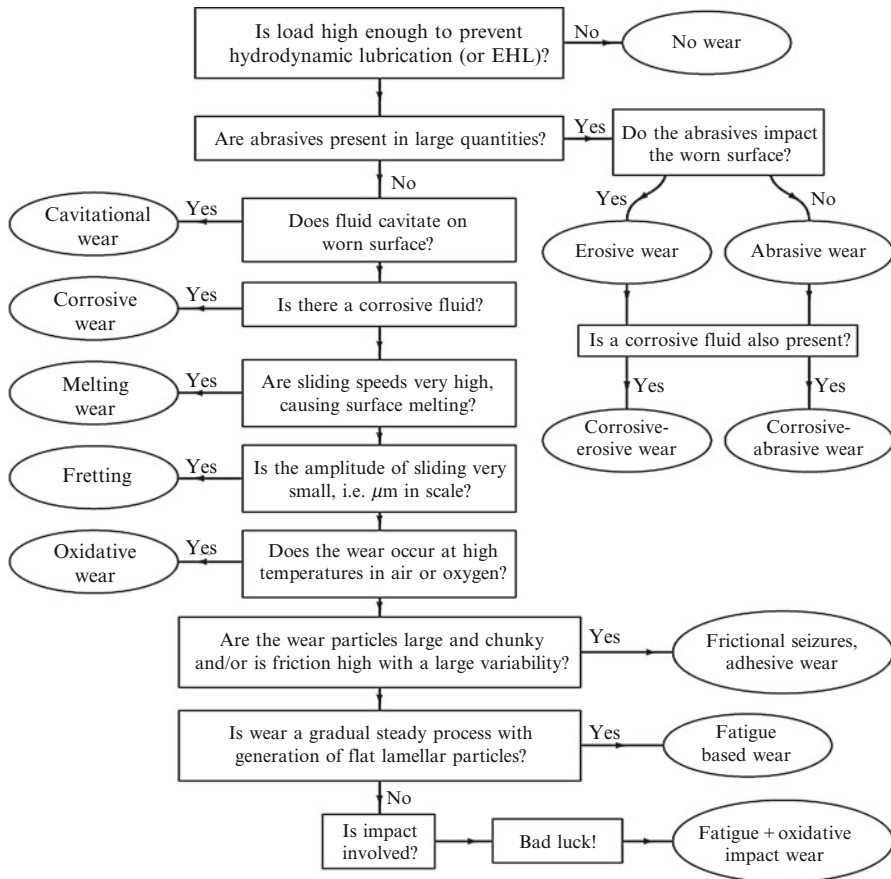 Is load high enough to prevent
hydrodynamic lubrication (or EHL)?
No
No wear
Are abrasives present in large quantities?
Yes
Do the abrasives impact
the worn surface?
No
Yes
No
Cavitational
wear
Yes
Does fluid cavitate on
worn surface?
Erosive wear
Abrasive wear
Corrosive
wear
Yes
Is there a corrosive fluid?
Is a corrosive fluid also present?
Melting
wear
Yes
Are sliding speeds very high,
causing surface melting?
Yes
Yes
Corrosive-
erosive wear
Corrosive-
abrasive wear
Fretting
Yes
Is the amplitude of sliding very
small, i.e. μm in scale?
Oxidative
wear
Yes
Does the wear occur at high
temperatures in air or oxygen?
Are the wear particles large and chunky
and/or is friction high with a large variability?
Yes
Frictional seizures,
adhesive wear
Is wear a gradual steady process with
generation of flat lamellar particles?
Yes
Fatigue
based wear
No
Is impact
involved?
Bad luck!
Fatigue + oxidative
impact wear